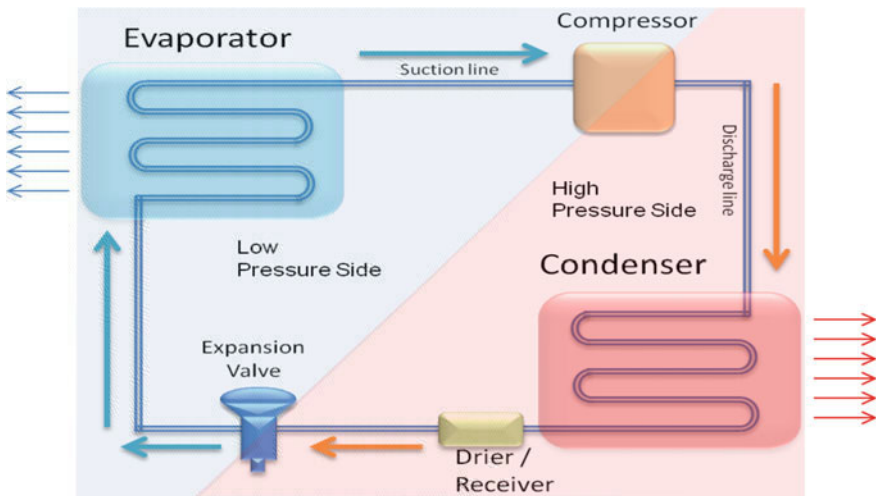 Compressor
Evaporator
Suction line
Discharge line
High
Pressure Side
Low
Pressure Side
Condenser
Expansion
Valve
Drier /
Receiver